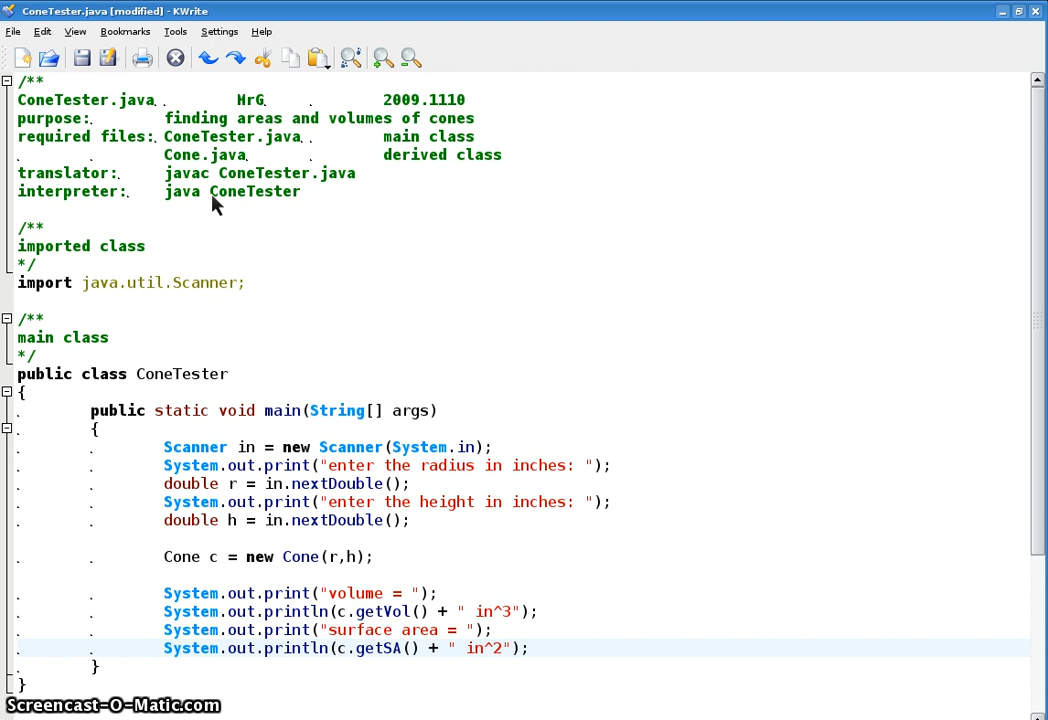 ConeTester.java [modified] - KWrite
File Edit View Bookmarks Tools Settings Help
/**
ConeTester.java MrG 2009.1110
purpose: finding areas and volumes of cones
required files: ConeTester.java main class
Cone.java derived class
translator: javac ConeTester.java
interpreter: java ConeTester
/**
imported class
*/
import java.util.Scanner;
/**
main class
*/
public class ConeTester
{
public static void main(String[] args)
{
Scanner in = new Scanner(System.in);
System.out.print("enter the radius in inches: ");
double r = in.nextDouble();
System.out.print("enter the height in inches: ");
double h = in.nextDouble();
Cone c = new Cone(r,h);
System.out.print("volume = ");
System.out.println(c.getVol() + " in^3");
System.out.print("surface area = ");
System.out.println(c.getSA() + " in^2");
}
}
Screencast-O-Matic.com